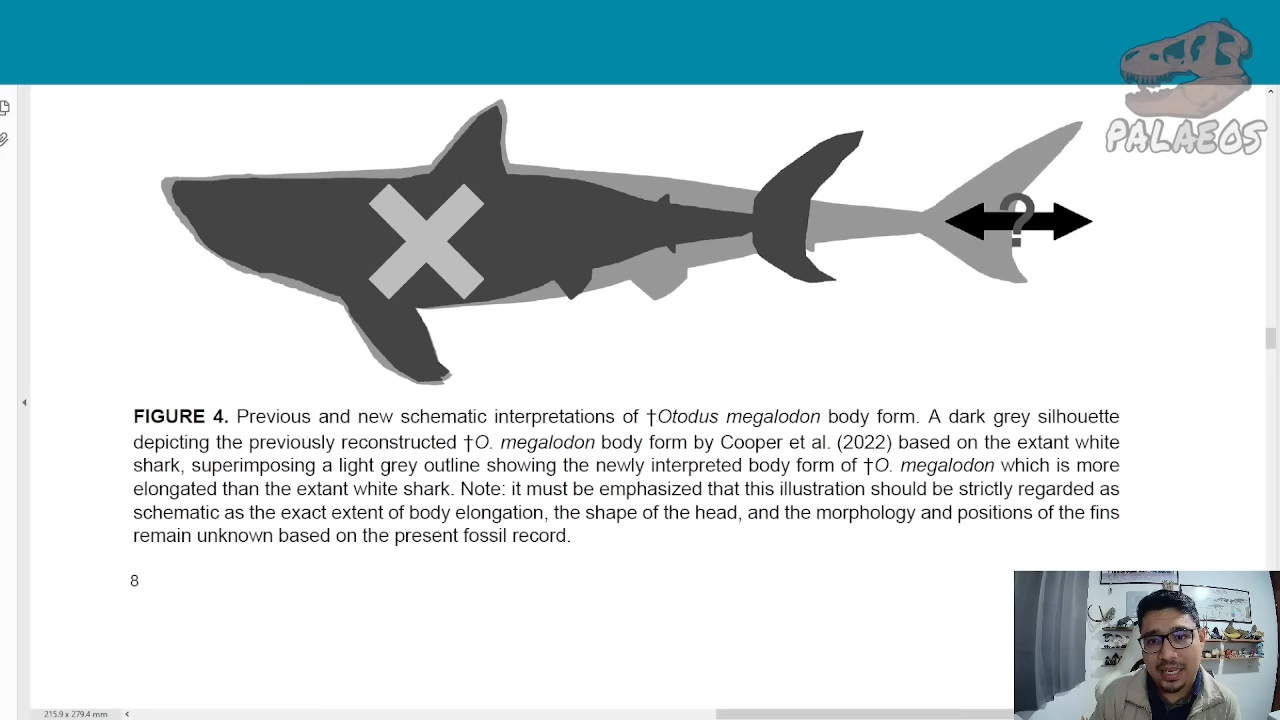 PALAEOS
?
FIGURE 4. Previous and new schematic interpretations of †Otodus megalodon body form. A dark grey silhouette
depicting the previously reconstructed †O. megalodon body form by Cooper et al. (2022) based on the extant white
shark, superimposing a light grey outline showing the newly interpreted body form of †O. megalodon which is more
elongated than the extant white shark. Note: it must be emphasized that this illustration should be strictly regarded as
schematic as the exact extent of body elongation, the shape of the head, and the morphology and positions of the fins
remain unknown based on the present fossil record.
8
215.9 x 279.4 mm